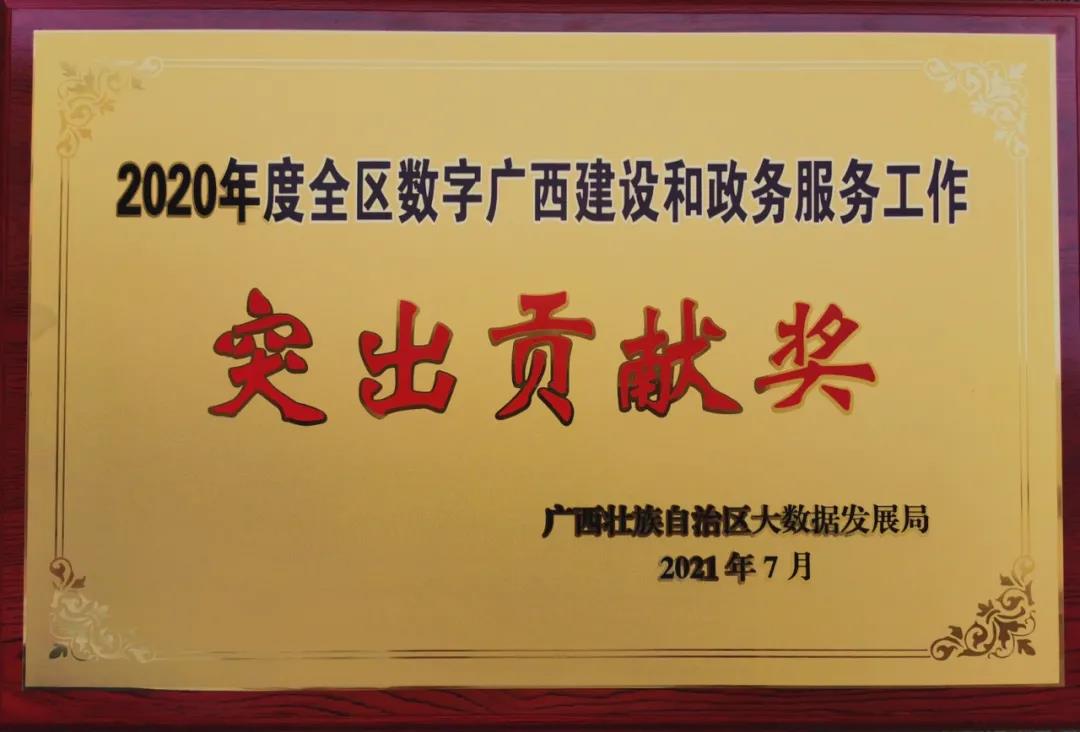 2020年度全区数字广西建设和政务服务工作
突出贡献奖
广西壮族自治区大数据发展局
2021年7月